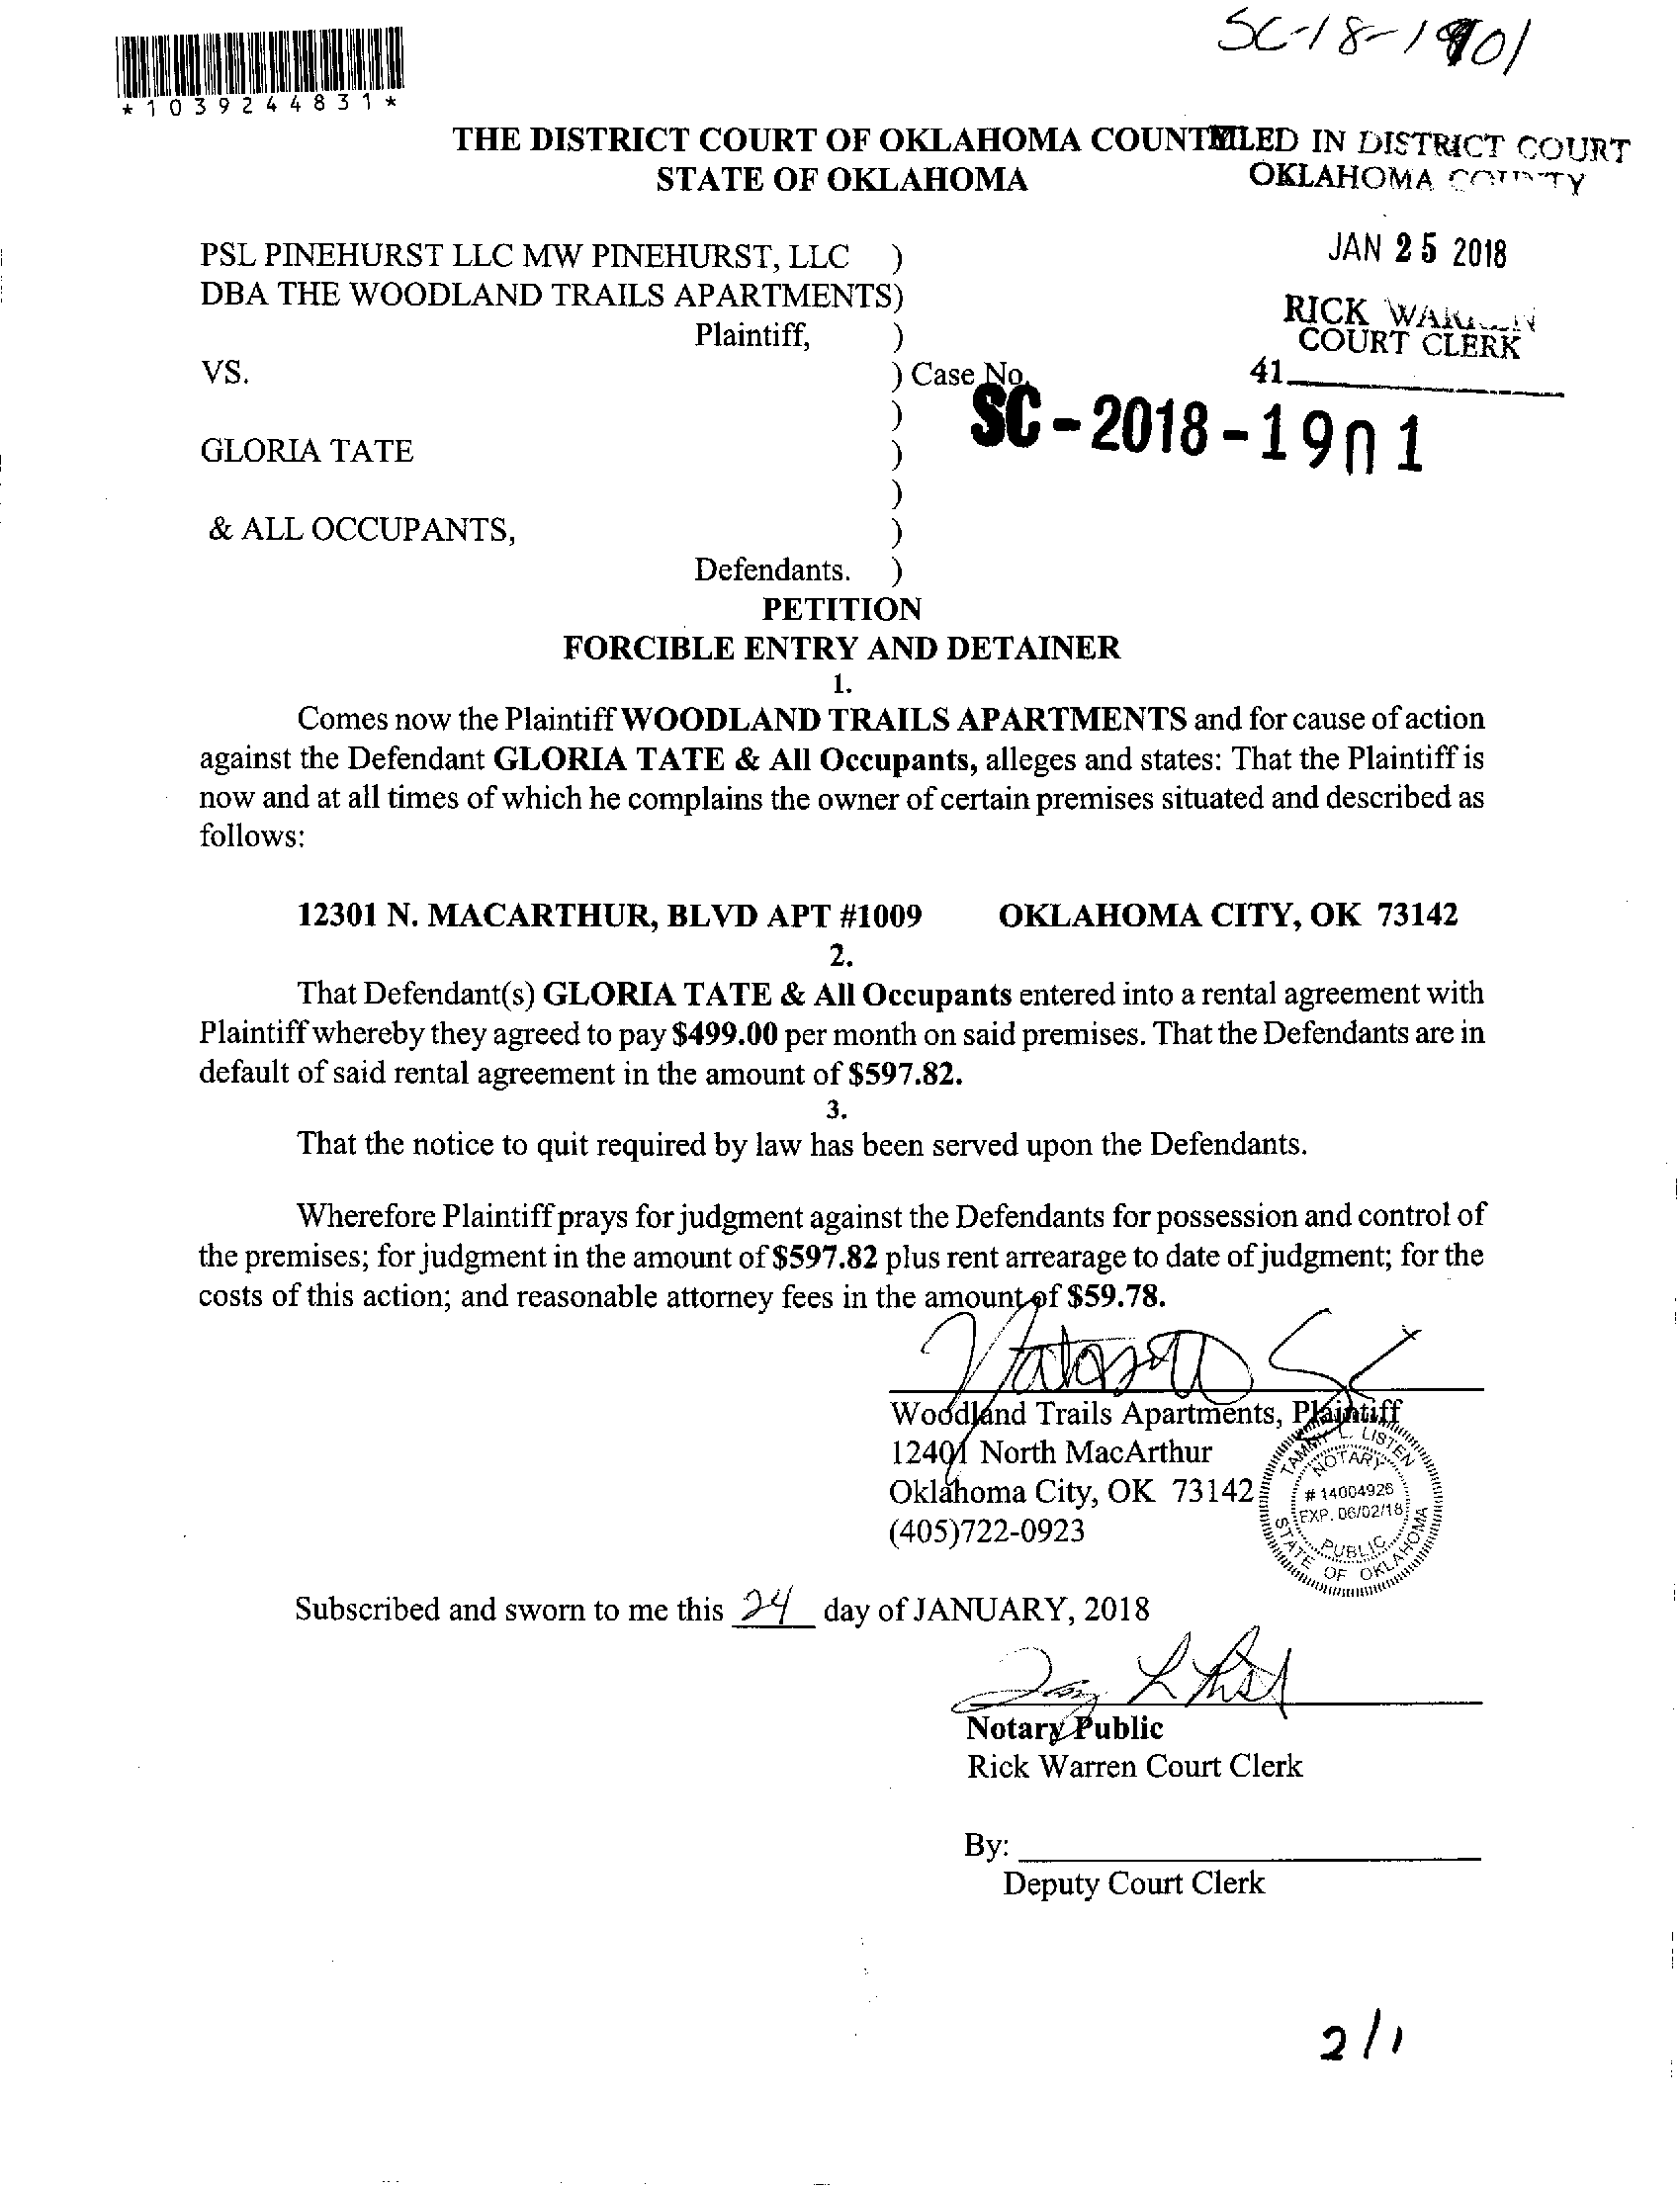 SC-18-1901
*1039244831*
THE DISTRICT COURT OF OKLAHOMA COUNTY
STATE OF OKLAHOMA
FILED IN DISTRICT COURT
OKLAHOMA COUNTY
JAN 25 2018
RICK WARREN
COURT CLERK
41
PSL PINEHURST LLC MW PINEHURST, LLC )
DBA THE WOODLAND TRAILS APARTMENTS)
Plaintiff, )
VS. ) Case No.
SC-2018-1901
)
GLORIA TATE )
)
& ALL OCCUPANTS, )
Defendants. )
PETITION
FORCIBLE ENTRY AND DETAINER
1.
Comes now the Plaintiff WOODLAND TRAILS APARTMENTS and for cause of action
against the Defendant GLORIA TATE & All Occupants, alleges and states: That the Plaintiff is
now and at all times of which he complains the owner of certain premises situated and described as
follows:
12301 N. MACARTHUR, BLVD APT #1009 OKLAHOMA CITY, OK 73142
2.
That Defendant(s) GLORIA TATE & All Occupants entered into a rental agreement with
Plaintiff whereby they agreed to pay $499.00 per month on said premises. That the Defendants are in
default of said rental agreement in the amount of $597.82.
3.
That the notice to quit required by law has been served upon the Defendants.
Wherefore Plaintiff prays for judgment against the Defendants for possession and control of
the premises; for judgment in the amount of $597.82 plus rent arrearage to date of judgment; for the
costs of this action; and reasonable attorney fees in the amount of $59.78.
Woodland Trails Apartments, Plaintiff
12401 North MacArthur
Oklahoma City, OK 73142
(405)722-0923
TAMMY L. LISTEN
NOTARY
# 14004926
EXP. 06/02/18
PUBLIC
STATE OF OKLAHOMA
Subscribed and sworn to me this 24 day of JANUARY, 2018
Notary Public
Rick Warren Court Clerk
By:
Deputy Court Clerk
2/1